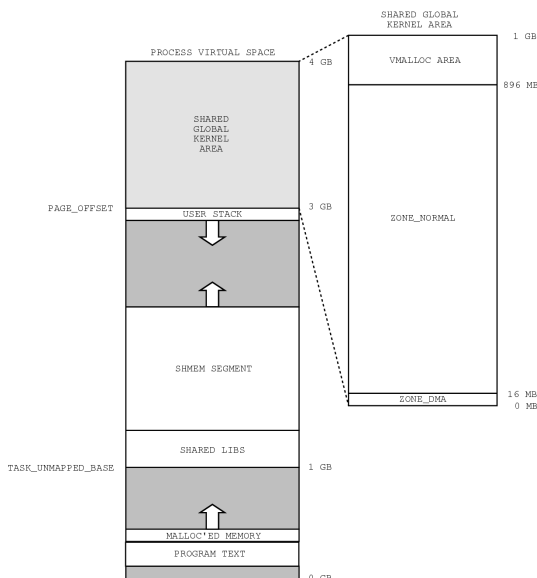 SHARED GLOBAL
KERNEL AREA
1 GB
PROCESS VIRTUAL SPACE
4 GB
VMALLOC AREA
896 MB
SHARED
GLOBAL
KERNEL
AREA
PAGE_OFFSET
3 GB
USER STACK
ZONE_NORMAL
SHMEM SEGMENT
16 MB
ZONE_DMA
0 MB
SHARED LIBS
TASK_UNMAPPED_BASE
1 GB
MALLOC'ED MEMORY
PROGRAM TEXT
0 GB